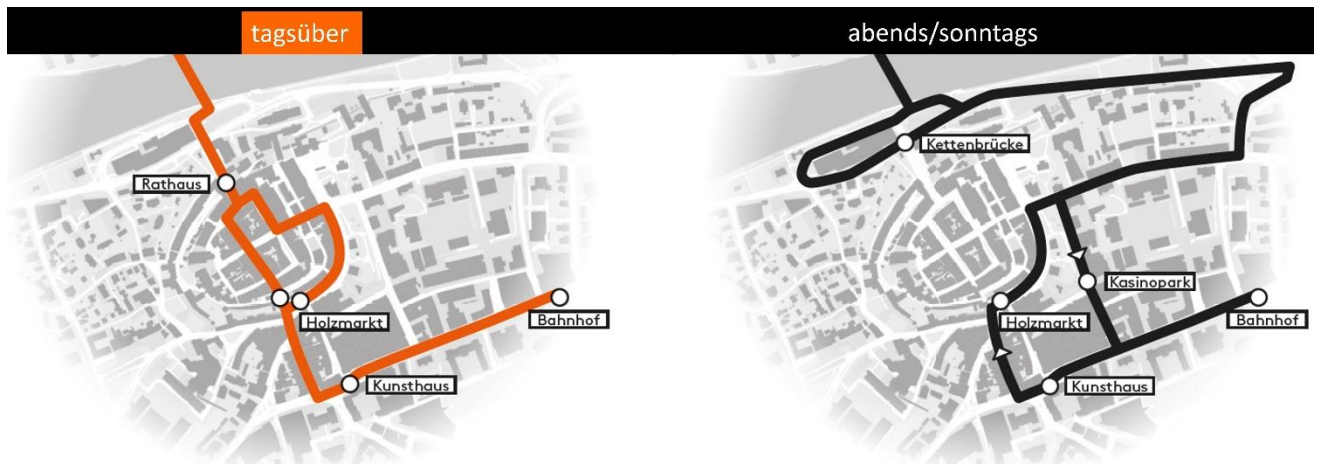 tagsüber
abends/sonntags
Rathaus
Holzmarkt
Bahnhof
Kunsthaus
Kettenbrücke
Kasinopark
Holzmarkt
Bahnhof
Kunsthaus